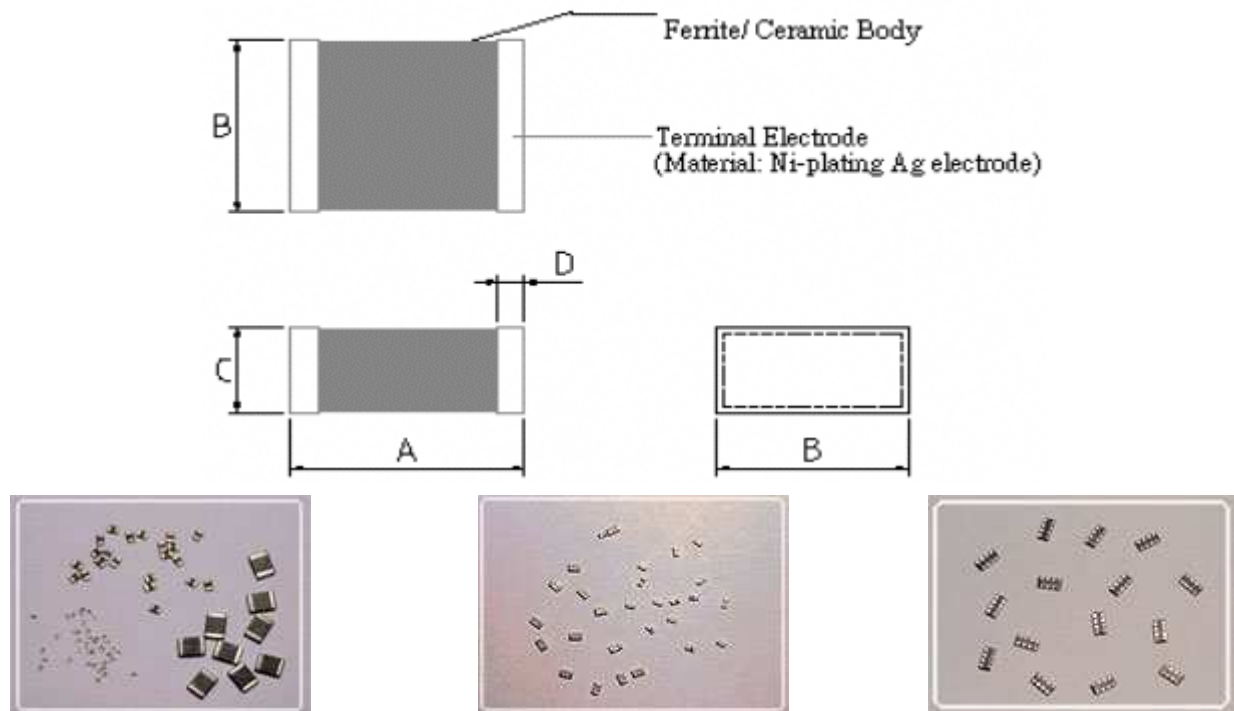 Ferrite/ Ceramic Body
B
Terminal Electrode
(Material: Ni-plating Ag electrode)
D
C
A
B